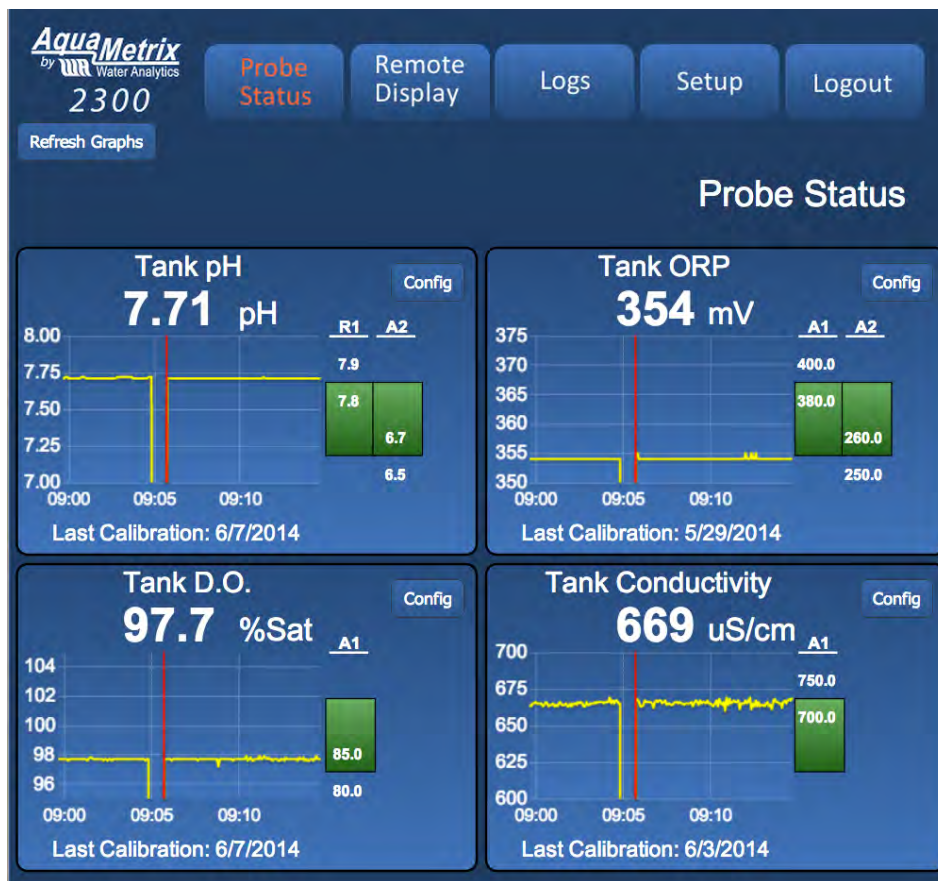 AquaMetrix
by WA Water Analytics
2300
Probe Status
Remote Display
Logs
Setup
Logout
Refresh Graphs
Probe Status
Tank pH
Config
7.71 pH
R1 A2
8.00
7.75
7.50
7.25
7.00
7.9
7.8
6.7
6.5
09:00 09:05 09:10
Last Calibration: 6/7/2014
Tank ORP
Config
354 mV
A1 A2
375
370
365
360
355
350
400.0
380.0
260.0
250.0
09:00 09:05 09:10
Last Calibration: 5/29/2014
Tank D.O.
Config
97.7 %Sat
A1
104
102
100
98
96
85.0
80.0
09:00 09:05 09:10
Last Calibration: 6/7/2014
Tank Conductivity
Config
669 uS/cm
A1
700
675
650
625
600
750.0
700.0
09:00 09:05 09:10
Last Calibration: 6/3/2014